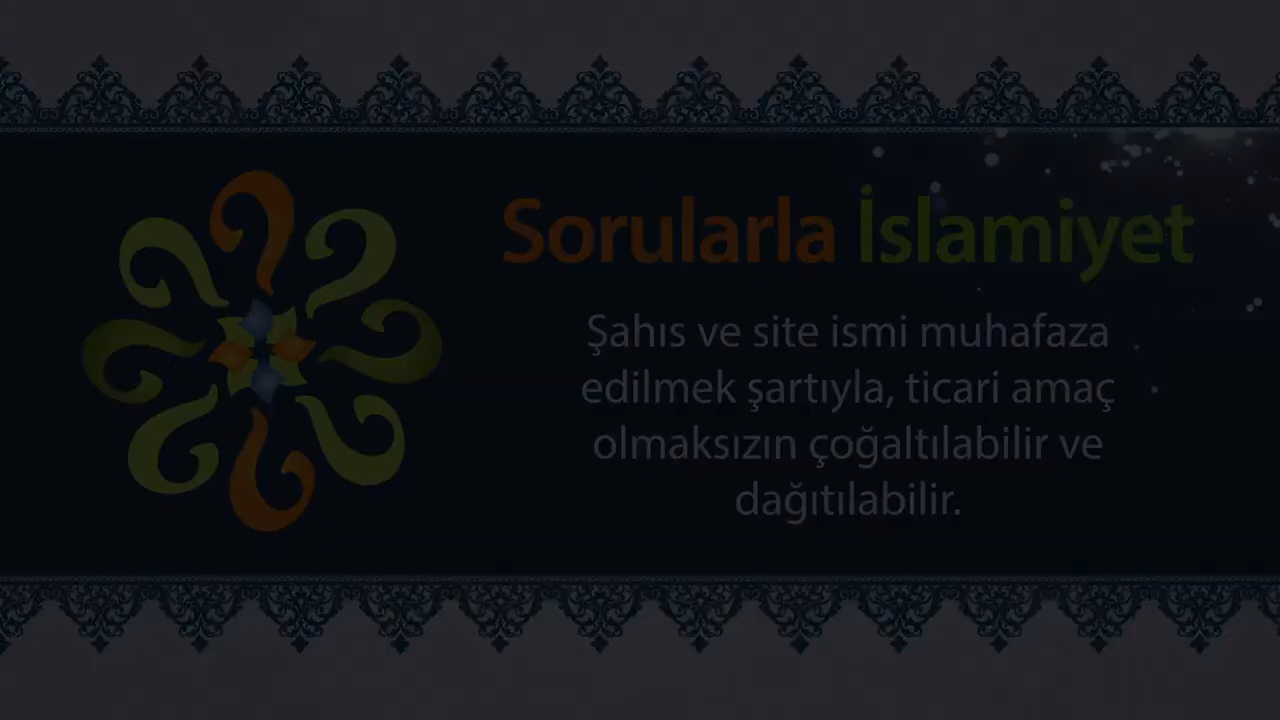 Sorularla İslamiyet
Şahıs ve site ismi muhafaza
edilmek şartıyla, ticari amaç
olmaksızın çoğaltılabilir ve
dağıtılabilir.